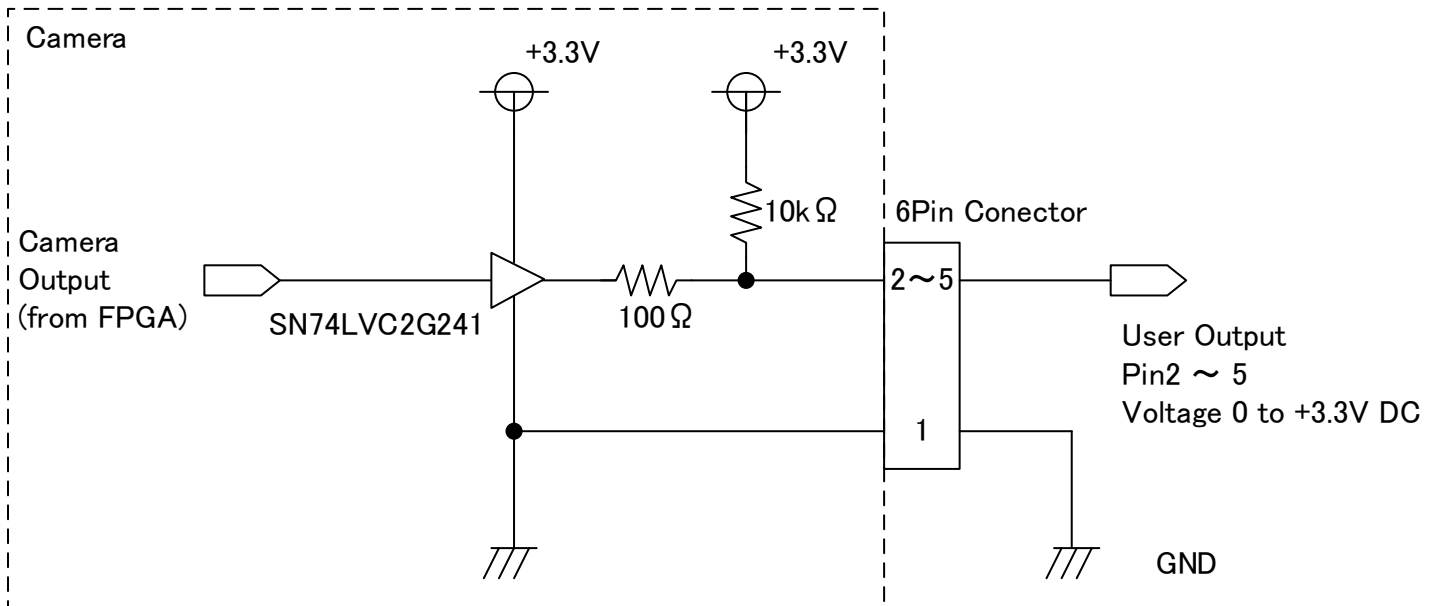 Camera
+3.3V
+3.3V
10kΩ
6Pin Conector
Camera
Output
(from FPGA)
SN74LVC2G241
100Ω
2～5
User Output
Pin2 ～ 5
Voltage 0 to +3.3V DC
1
GND